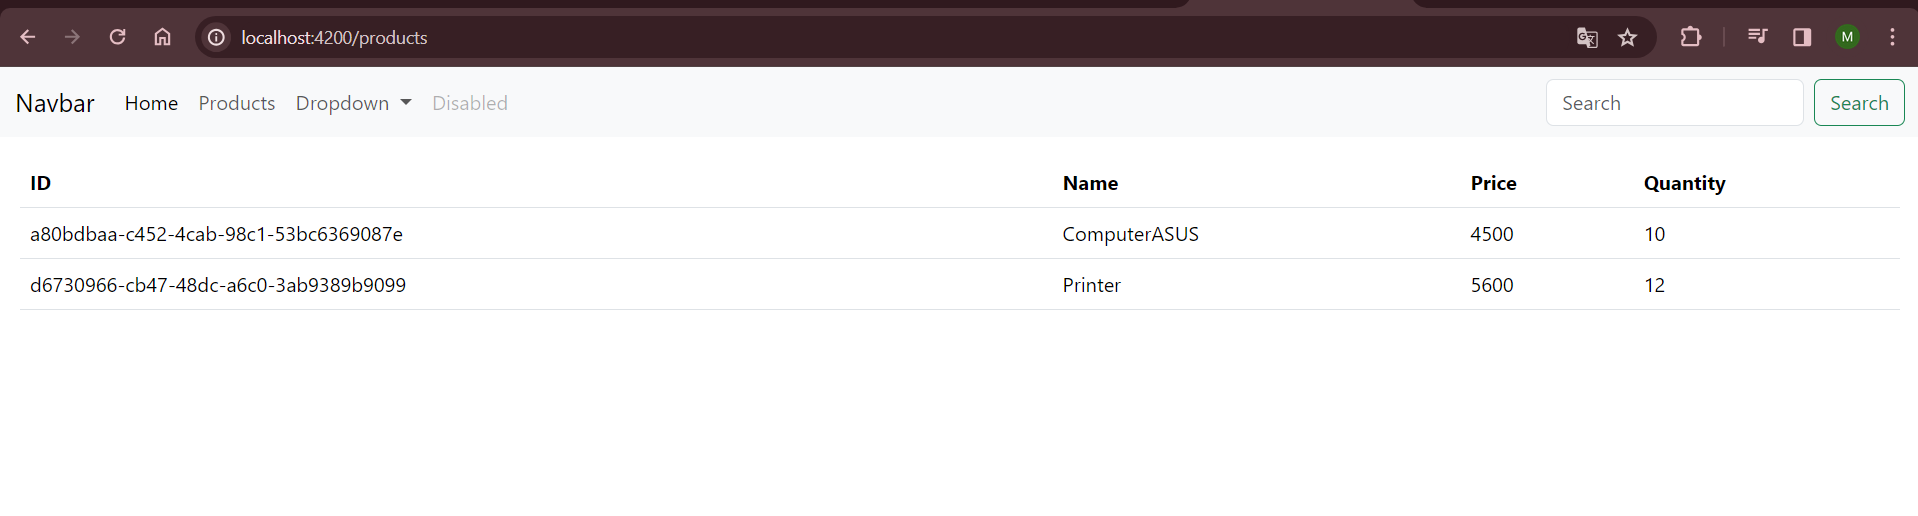 localhost:4200/products
M
Navbar Home Products Dropdown Disabled Search Search
ID Name Price Quantity
a80bdbaa-c452-4cab-98c1-53bc6369087e ComputerASUS 4500 10
d6730966-cb47-48dc-a6c0-3ab9389b9099 Printer 5600 12